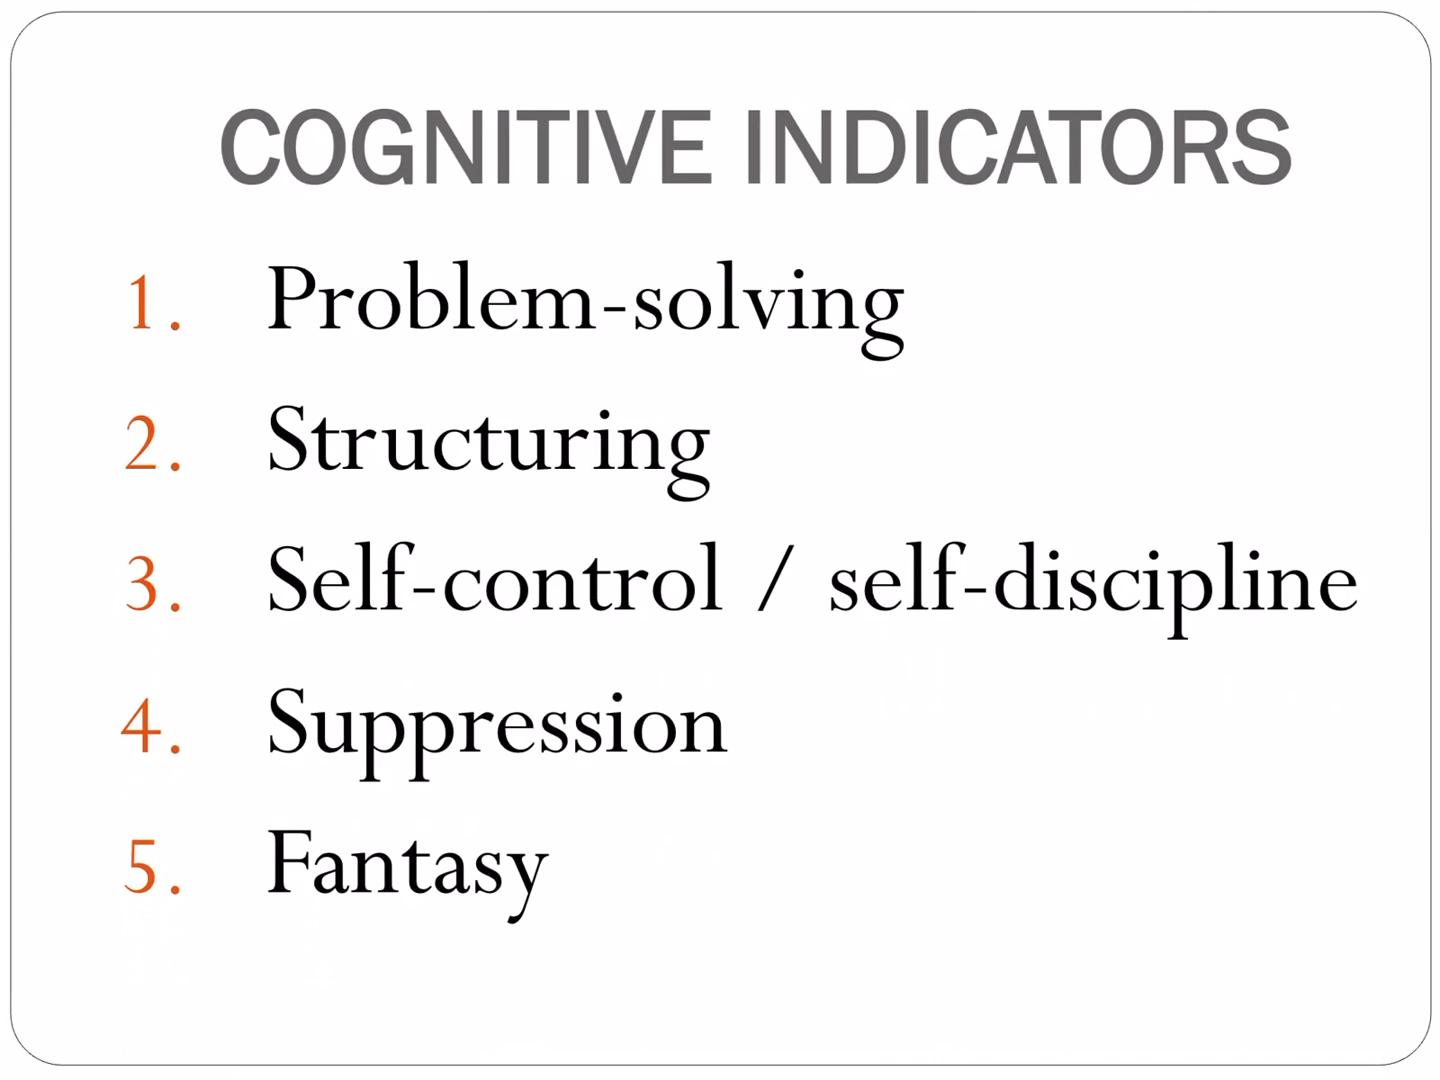 COGNITIVE INDICATORS
1. Problem-solving
2. Structuring
3. Self-control / self-discipline
4. Suppression
5. Fantasy